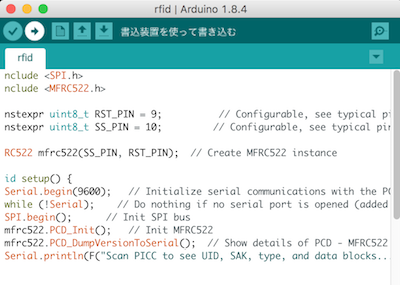 rfid | Arduino 1.8.4
書込装置を使って書き込む
rfid
nclude <SPI.h>
nclude <MFRC522.h>
nstexpr uint8_t RST_PIN = 9; // Configurable, see typical pi
nstexpr uint8_t SS_PIN = 10; // Configurable, see typical pin
RC522 mfrc522(SS_PIN, RST_PIN); // Create MFRC522 instance
id setup() {
Serial.begin(9600); // Initialize serial communications with the PC
while (!Serial); // Do nothing if no serial port is opened (added
SPI.begin(); // Init SPI bus
mfrc522.PCD_Init(); // Init MFRC522
mfrc522.PCD_DumpVersionToSerial(); // Show details of PCD - MFRC522
Serial.println(F("Scan PICC to see UID, SAK, type, and data blocks..